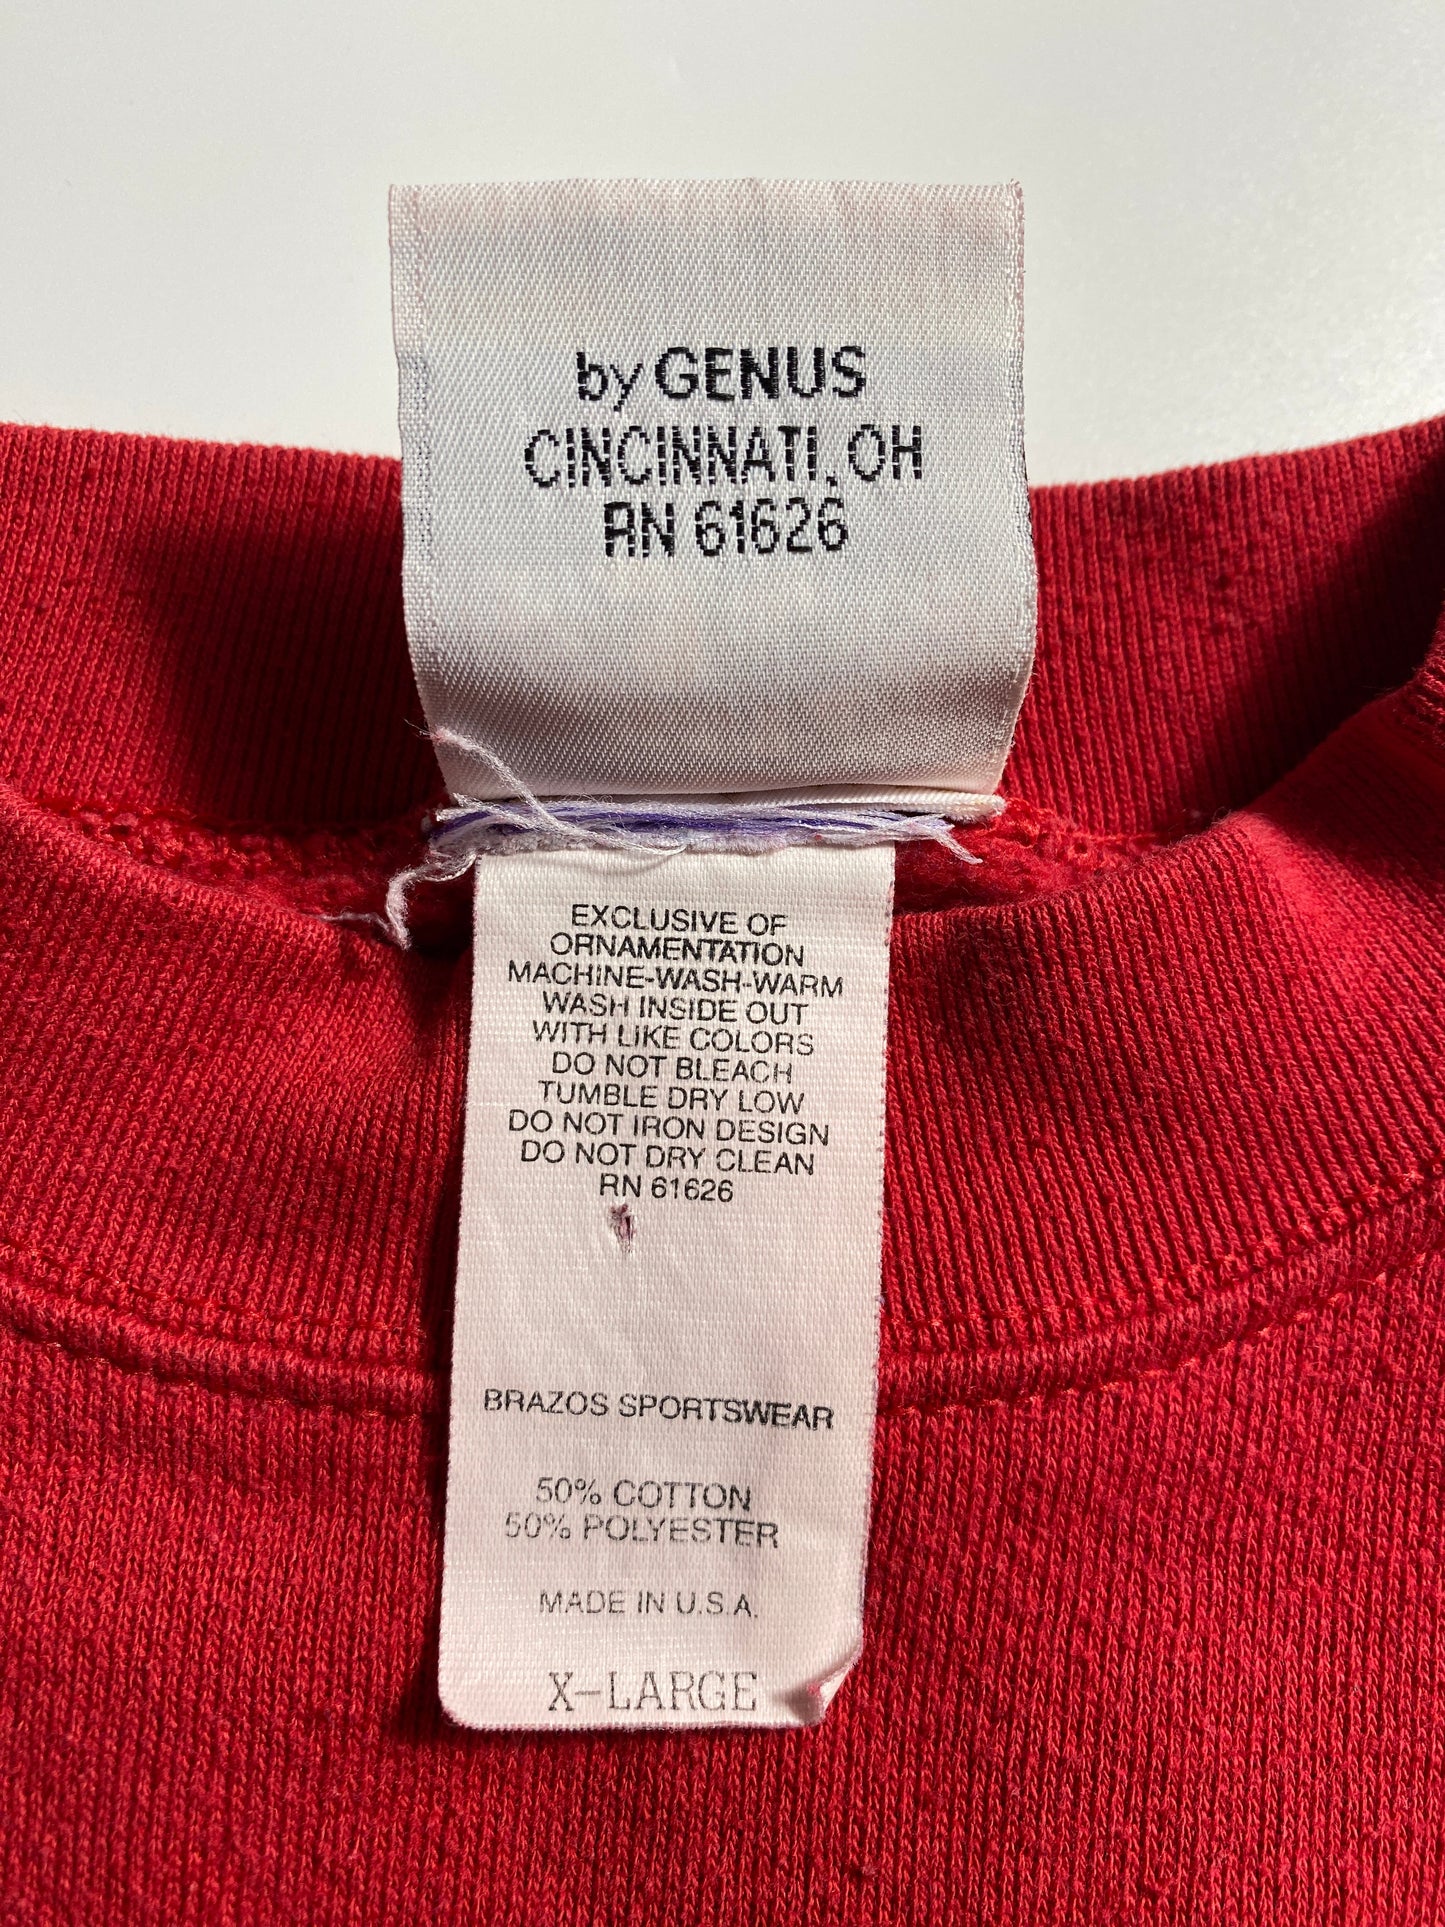 by GENUS
CINCINNATI, OH
RN 61626
EXCLUSIVE OF
ORNAMENTATION
MACHINE-WASH-WARM
WASH INSIDE OUT
WITH LIKE COLORS
DO NOT BLEACH
TUMBLE DRY LOW
DO NOT IRON DESIGN
DO NOT DRY CLEAN
RN 61626
BRAZOS SPORTSWEAR
50% COTTON
50% POLYESTER
MADE IN U.S.A.
X-LARGE